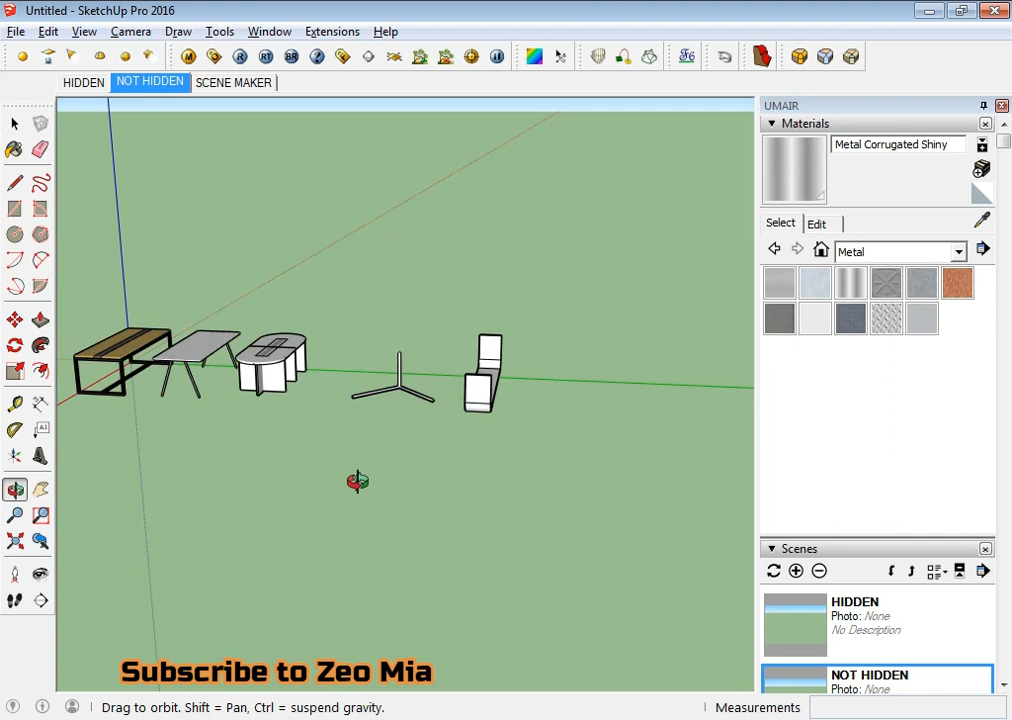 Untitled - SketchUp Pro 2016
File Edit View Camera Draw Tools Window Extensions Help
M R RT BR ?
HIDDEN NOT HIDDEN SCENE MAKER
UMAIR
Materials
Metal Corrugated Shiny
Select Edit
Metal
Scenes
HIDDEN
Photo: None
No Description
NOT HIDDEN
Photo: None
Subscribe to Zeo Mia
Drag to orbit. Shift = Pan, Ctrl = suspend gravity.
Measurements